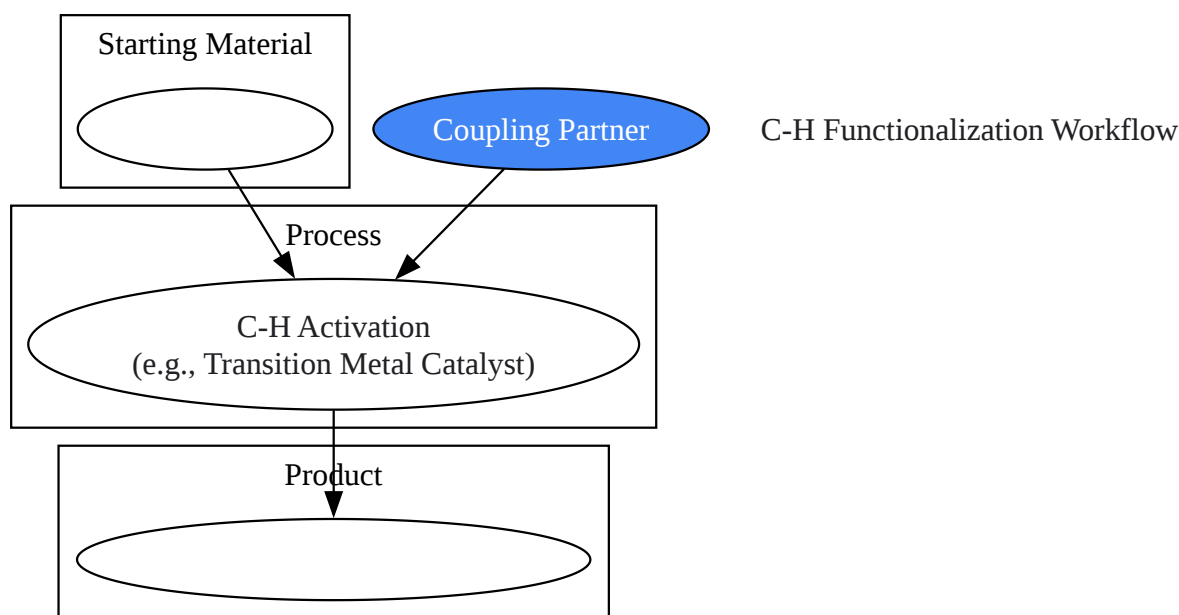 Starting Material
Coupling Partner
C-H Functionalization Workflow
Process
C-H Activation
(e.g., Transition Metal Catalyst)
Product